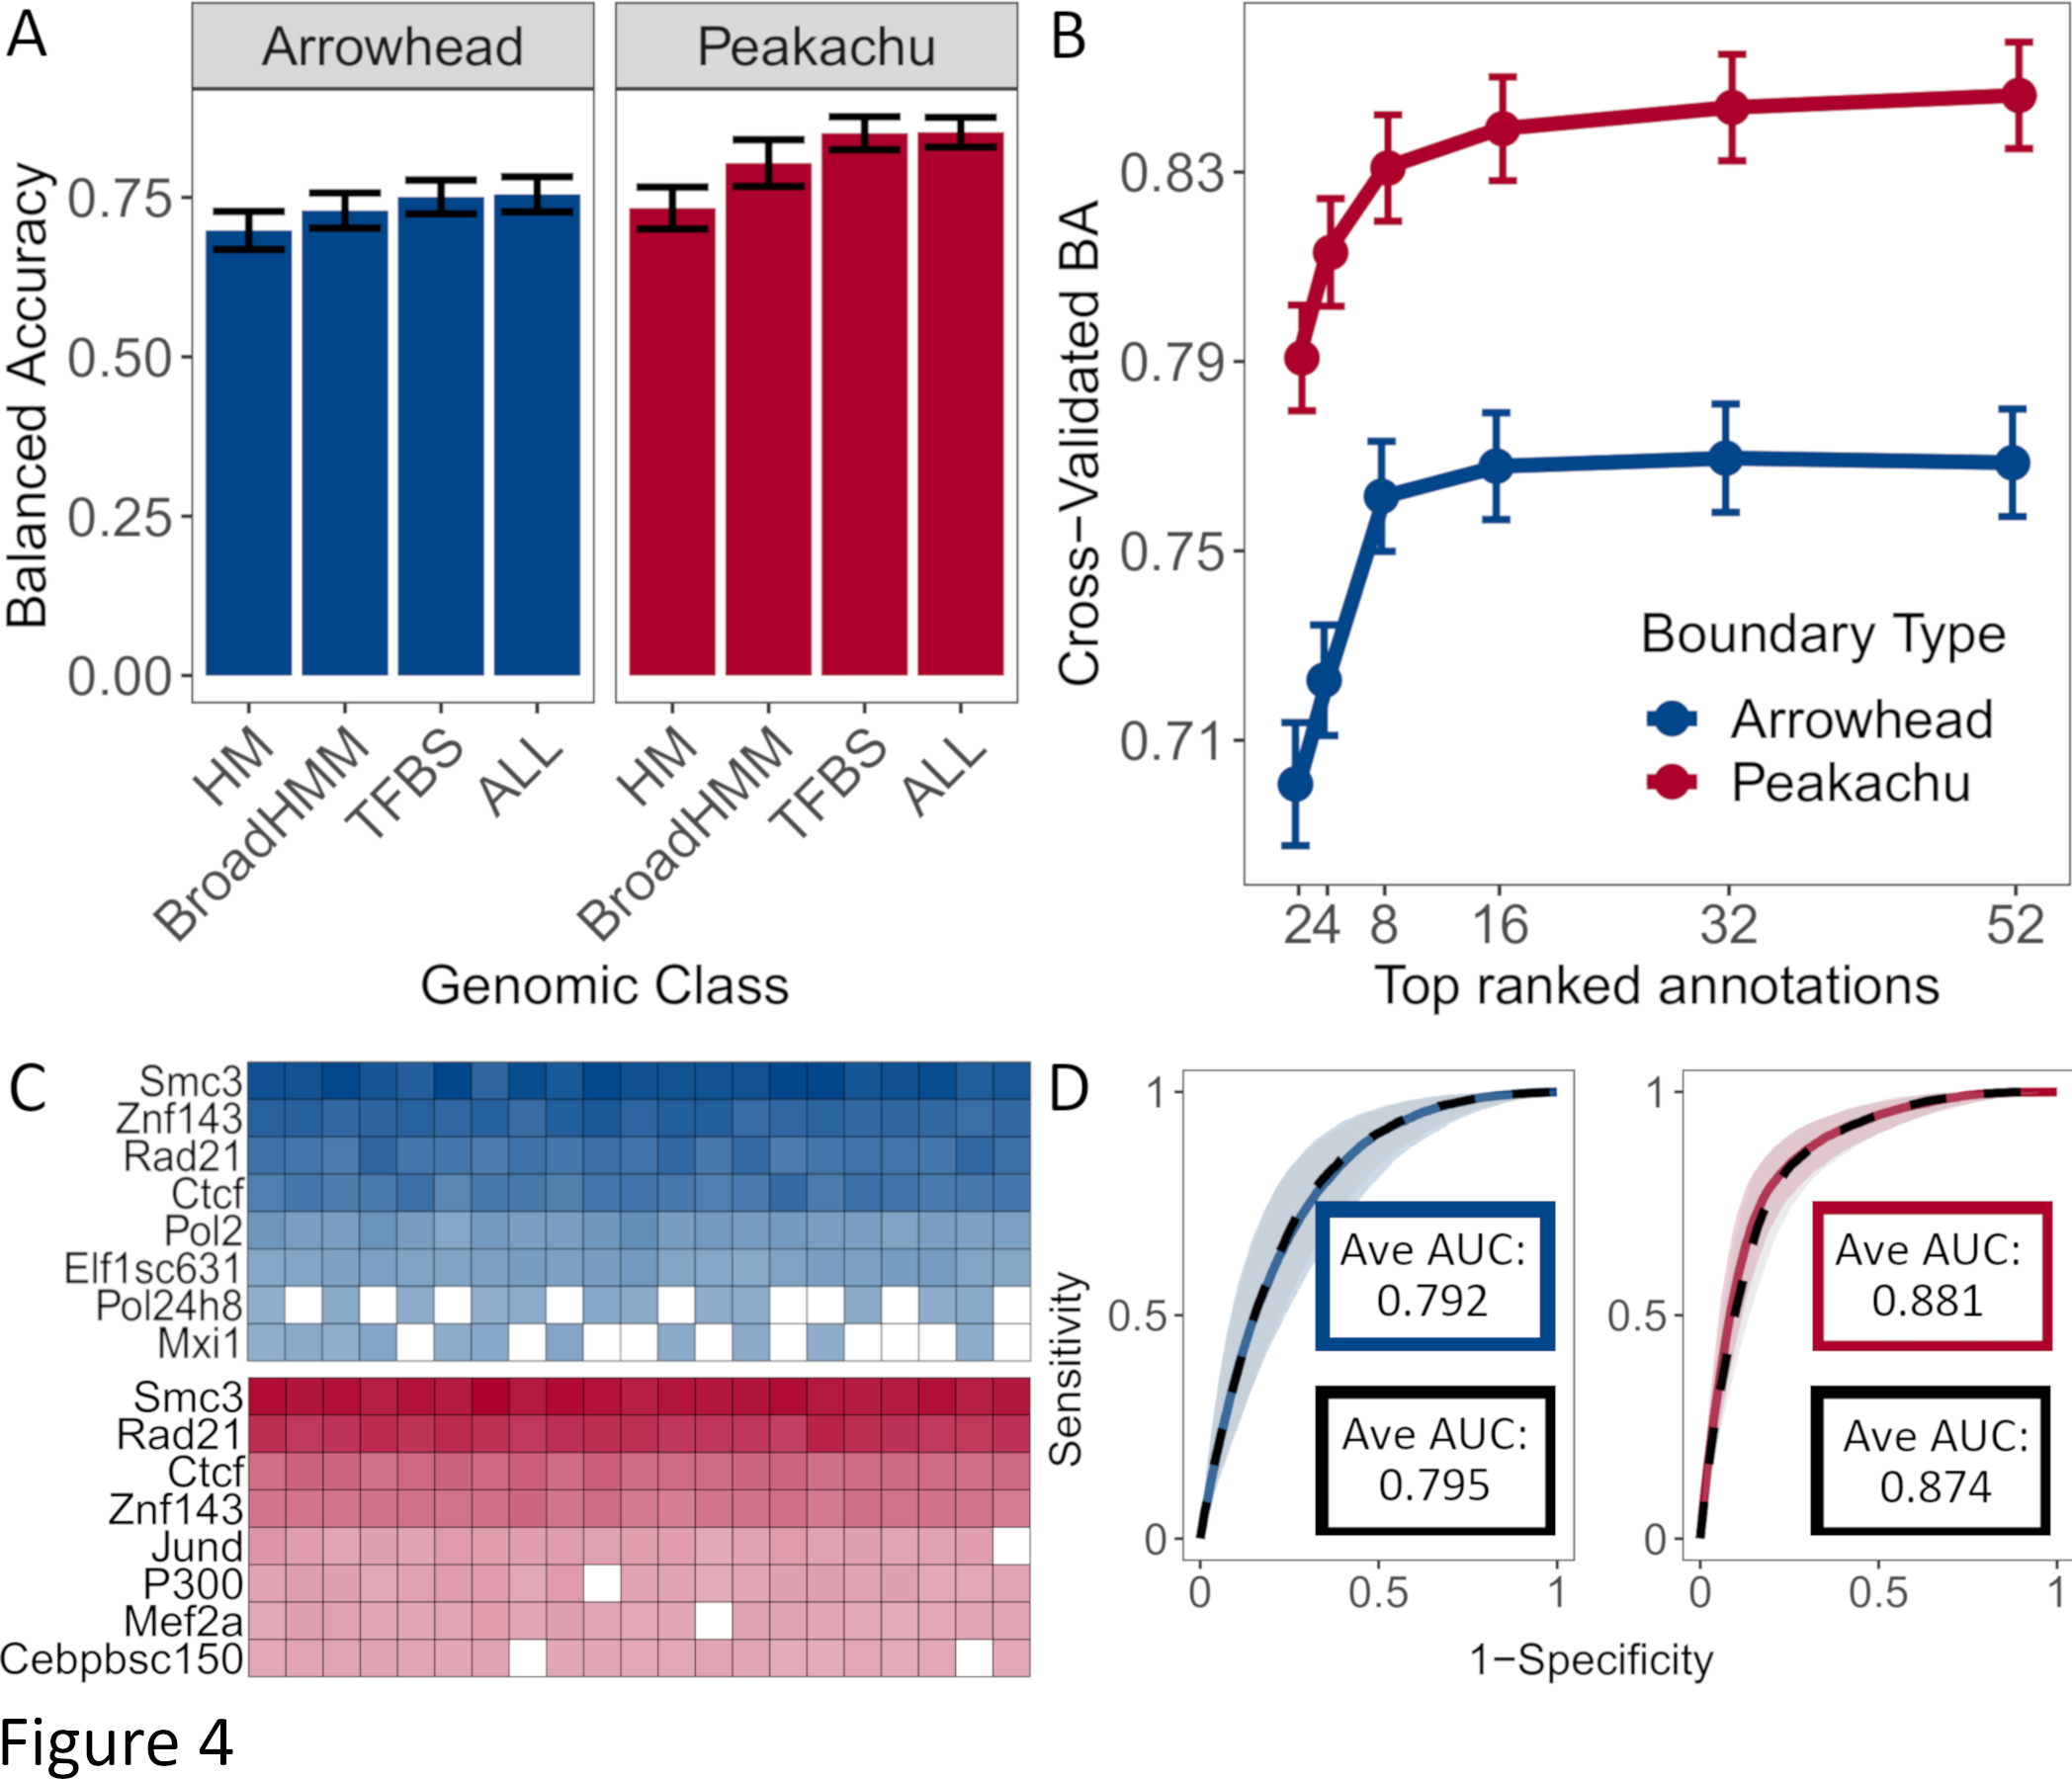 A
Arrowhead
Peakachu
Balanced Accuracy
0.75
0.50
0.25
0.00
HM
BroadHMM
TFBS
ALL
HM
BroadHMM
TFBS
ALL
Genomic Class
B
Cross-Validated BA
0.83
0.79
0.75
0.71
Boundary Type
Arrowhead
Peakachu
2 4 8 16 32 52
Top ranked annotations
C
Smc3
Znf143
Rad21
Ctcf
Pol2
Elf1sc631
Pol24h8
Mxi1
Smc3
Rad21
Ctcf
Znf143
Jund
P300
Mef2a
Cebpbsc150
D
Sensitivity
1
0.5
0
Ave AUC:
0.792
Ave AUC:
0.795
0 0.5 1
1
0.5
0
Ave AUC:
0.881
Ave AUC:
0.874
0 0.5 1
1-Specificity
Figure 4